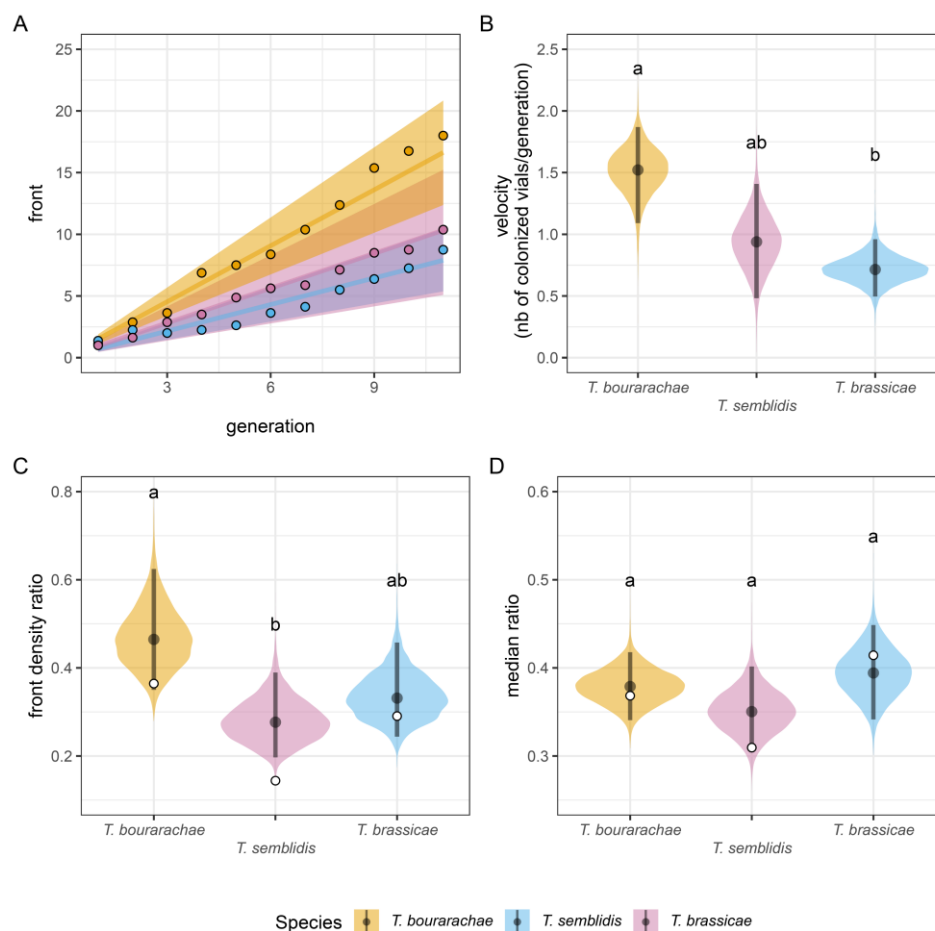 A
25
20
15
10
5
0
front
3
6
9
generation
B
2.5
2.0
1.5
1.0
0.5
0.0
velocity
(nb of colonized vials/generation)
a
ab
b
T. bourarachae
T. semblidis
T. brassicae
C
0.8
0.6
0.4
0.2
front density ratio
a
b
ab
T. bourarachae
T. semblidis
T. brassicae
D
0.6
0.5
0.4
0.3
median ratio
a
a
a
T. bourarachae
T. semblidis
T. brassicae
Species T. bourarachae T. semblidis T. brassicae